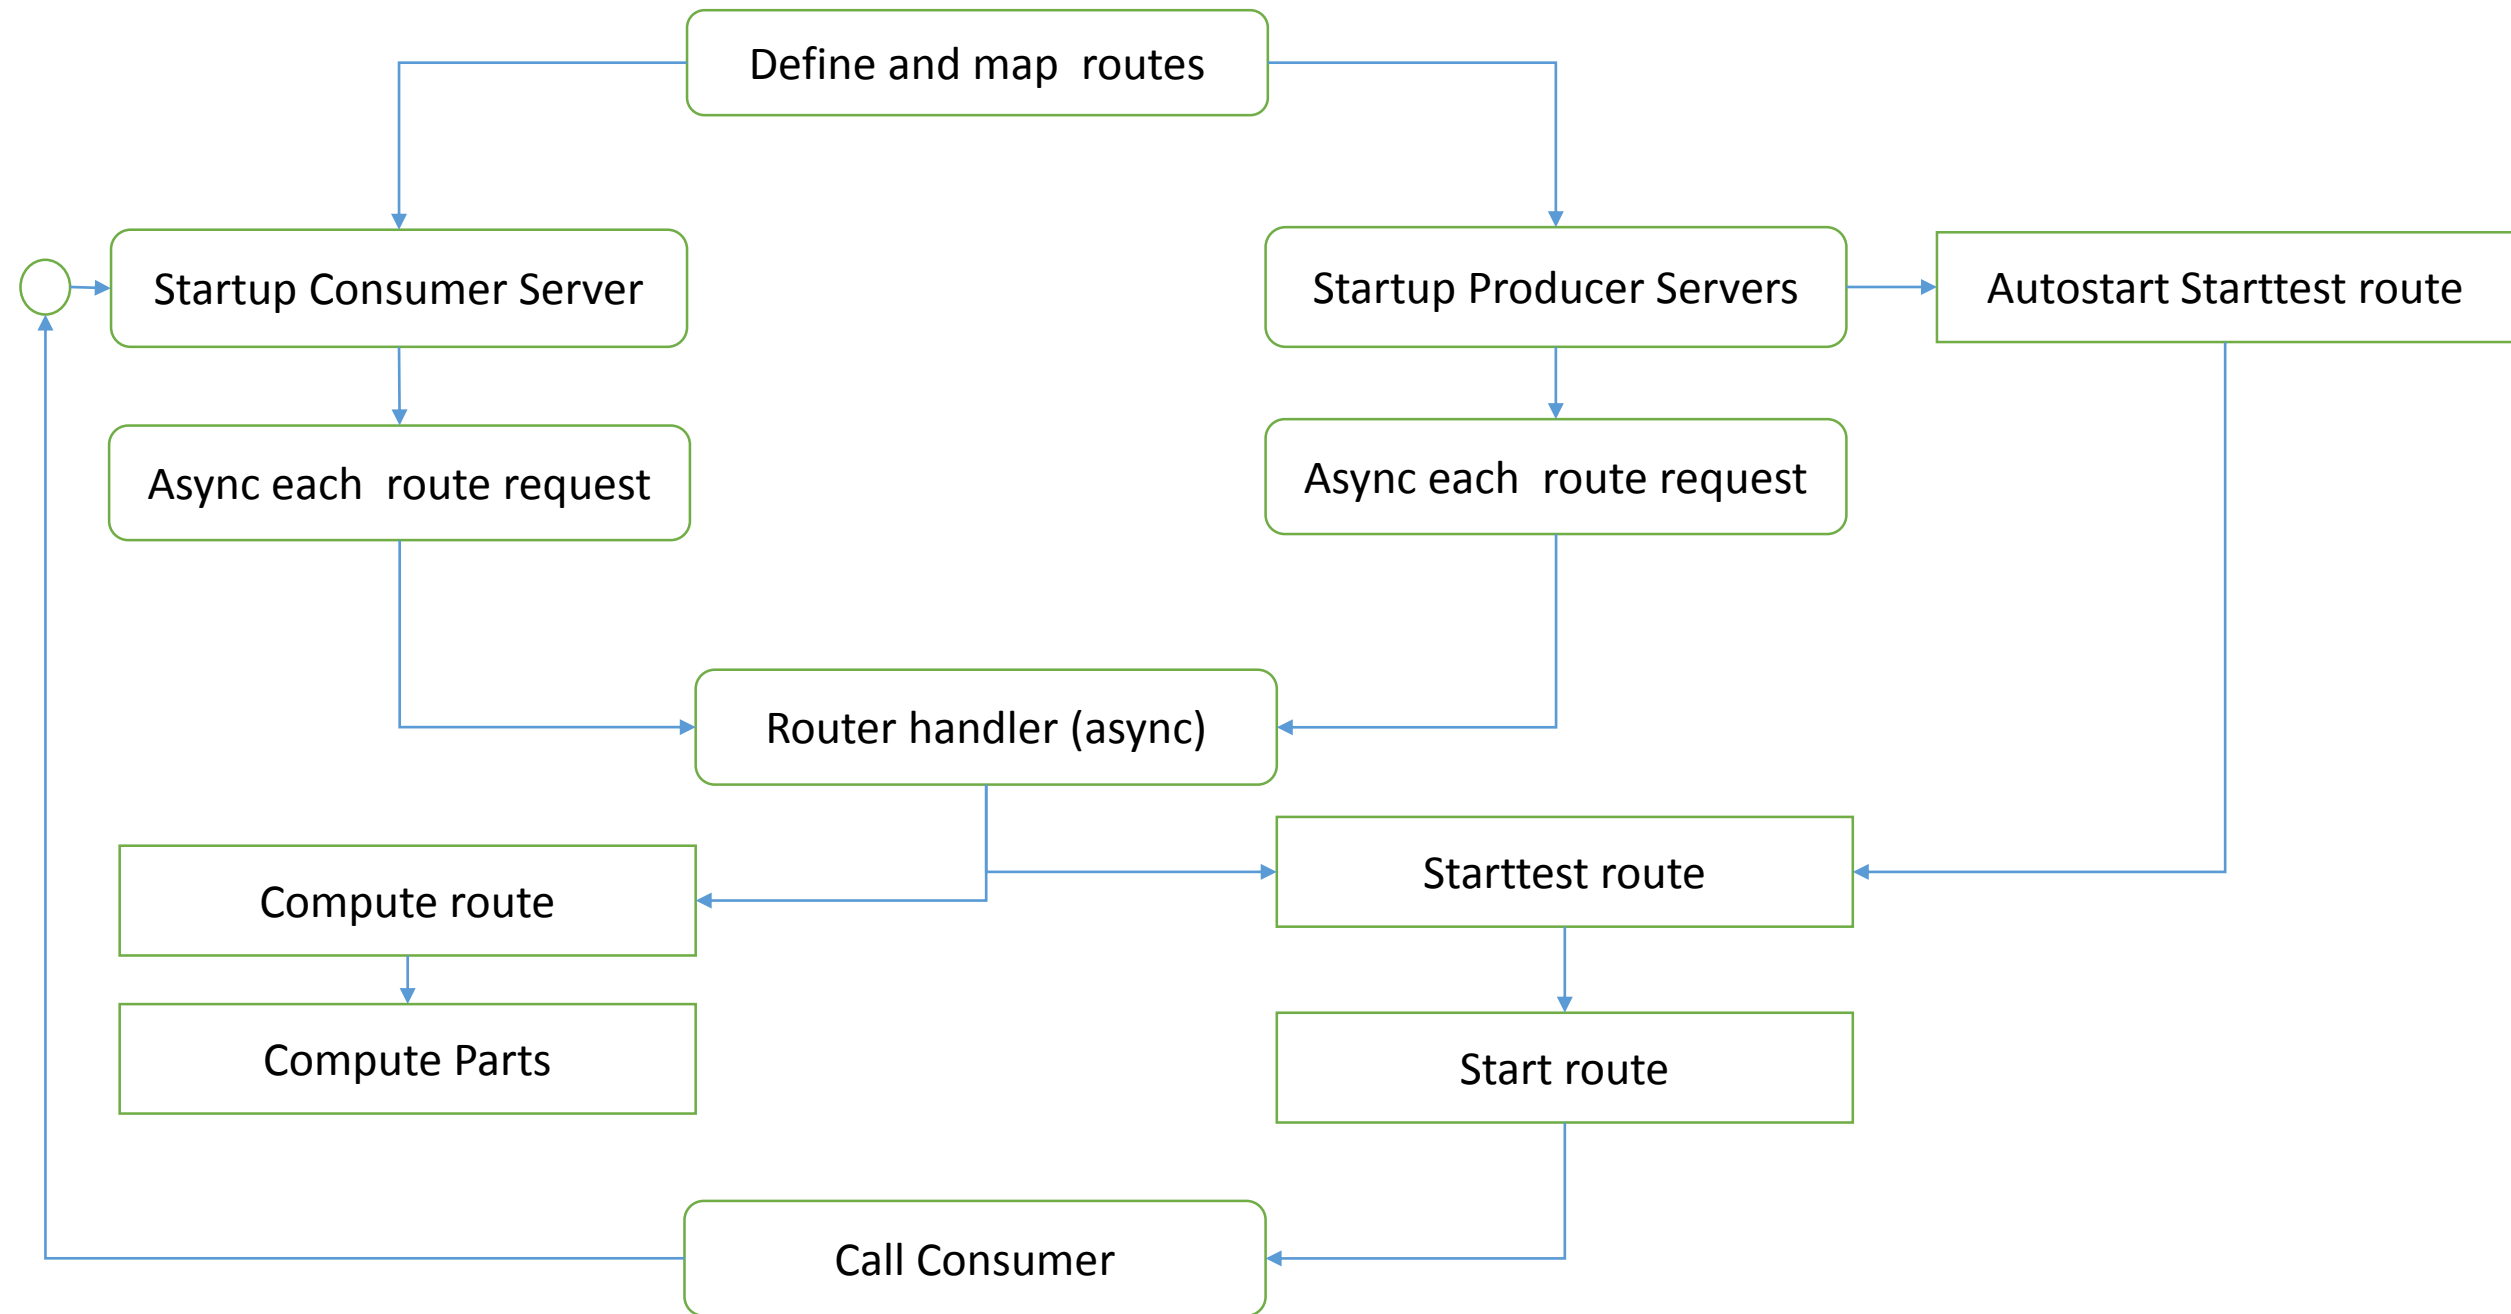 Define and map  routes
Startup Consumer Server
Startup Producer Servers
Autostart Starttest route
Async each  route request
Async each  route request
Router handler (async)
Starttest route
Compute route
Compute Parts
Start route
Call Consumer